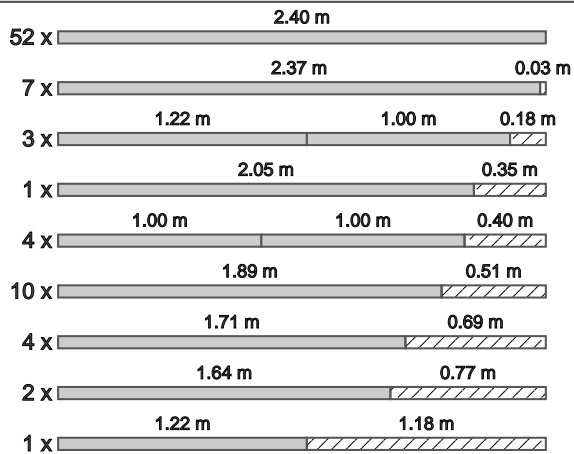 2.40 m
52 x
2.37 m 0.03 m
7 x
1.22 m 1.00 m 0.18 m
3 x
2.05 m 0.35 m
1 x
1.00 m 1.00 m 0.40 m
4 x
1.89 m 0.51 m
10 x
1.71 m 0.69 m
4 x
1.64 m 0.77 m
2 x
1.22 m 1.18 m
1 x